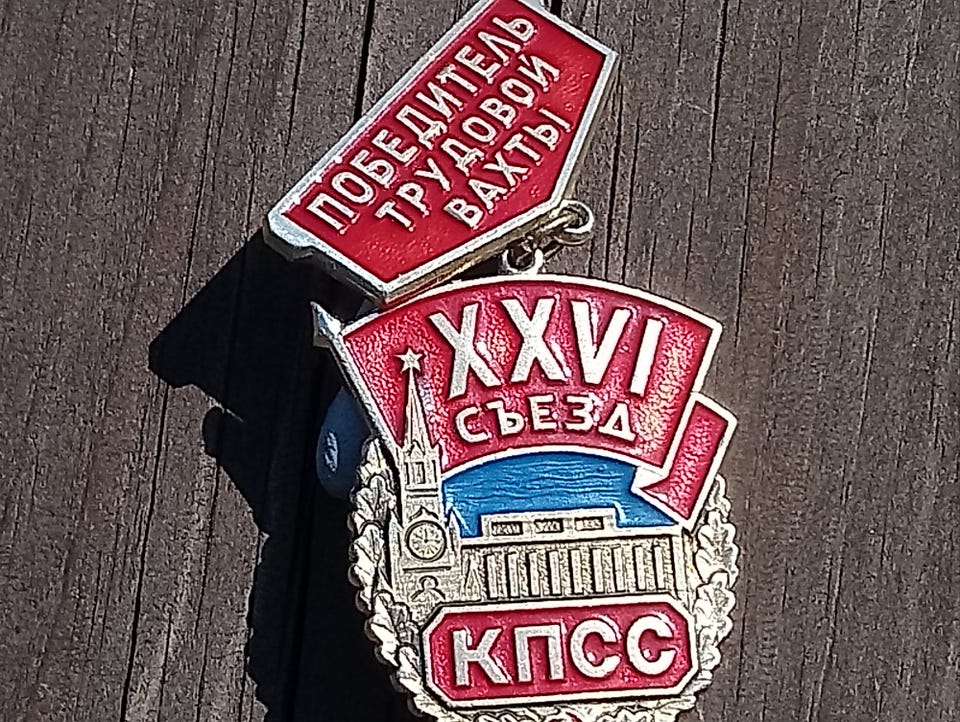 ПОБЕДИТЕЛЬ
ТРУДОВОЙ
ВАХТЫ
XXVI
СЪЕЗД
КПСС